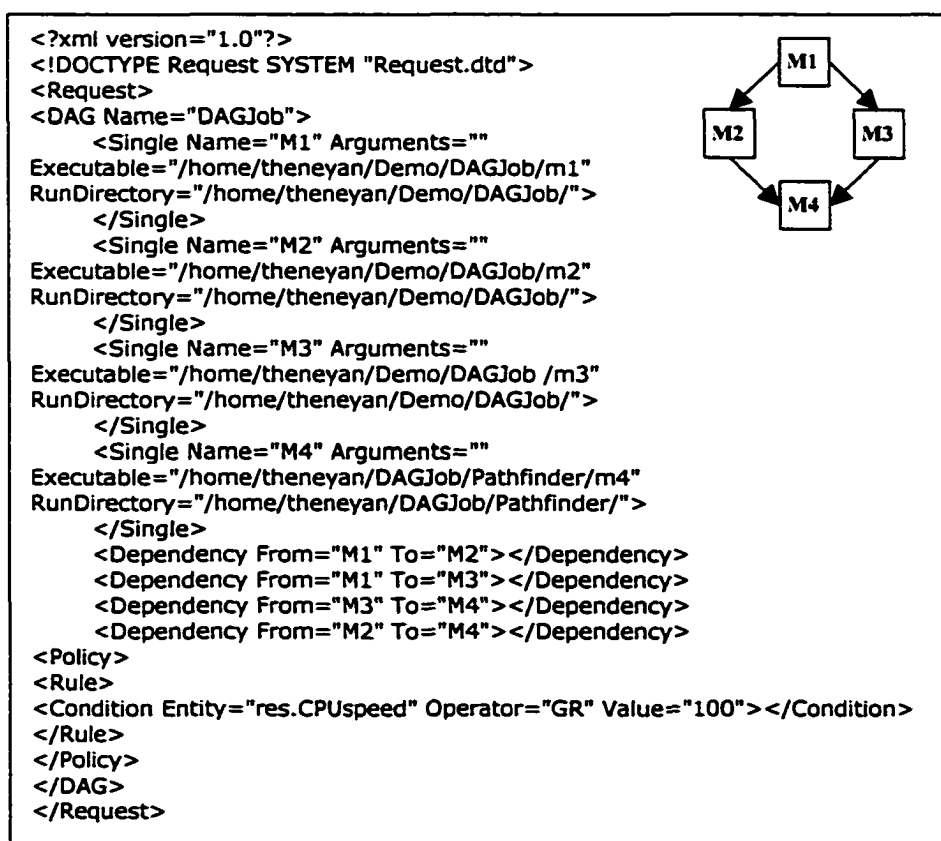 <?xml version="1.0"?>
<!DOCTYPE Request SYSTEM "Request.dtd">
<Request>
<DAG Name="DAGJob">
<Single Name="M1" Arguments=""
Executable="/home/theneyan/Demo/DAGJob/m1"
RunDirectory="/home/theneyan/Demo/DAGJob/">
</Single>
<Single Name="M2" Arguments=""
Executable="/home/theneyan/Demo/DAGJob/m2"
RunDirectory="/home/theneyan/Demo/DAGJob/">
</Single>
<Single Name="M3" Arguments=""
Executable="/home/theneyan/Demo/DAGJob /m3"
RunDirectory="/home/theneyan/Demo/DAGJob/">
</Single>
<Single Name="M4" Arguments=""
Executable="/home/theneyan/DAGJob/Pathfinder/m4"
RunDirectory="/home/theneyan/DAGJob/Pathfinder/">
</Single>
<Dependency From="M1" To="M2"></Dependency>
<Dependency From="M1" To="M3"></Dependency>
<Dependency From="M3" To="M4"></Dependency>
<Dependency From="M2" To="M4"></Dependency>
<Policy>
<Rule>
<Condition Entity="res.CPUspeed" Operator="GR" Value="100"></Condition>
</Rule>
</Policy>
</DAG>
</Request>
M1
M2 M3
M4